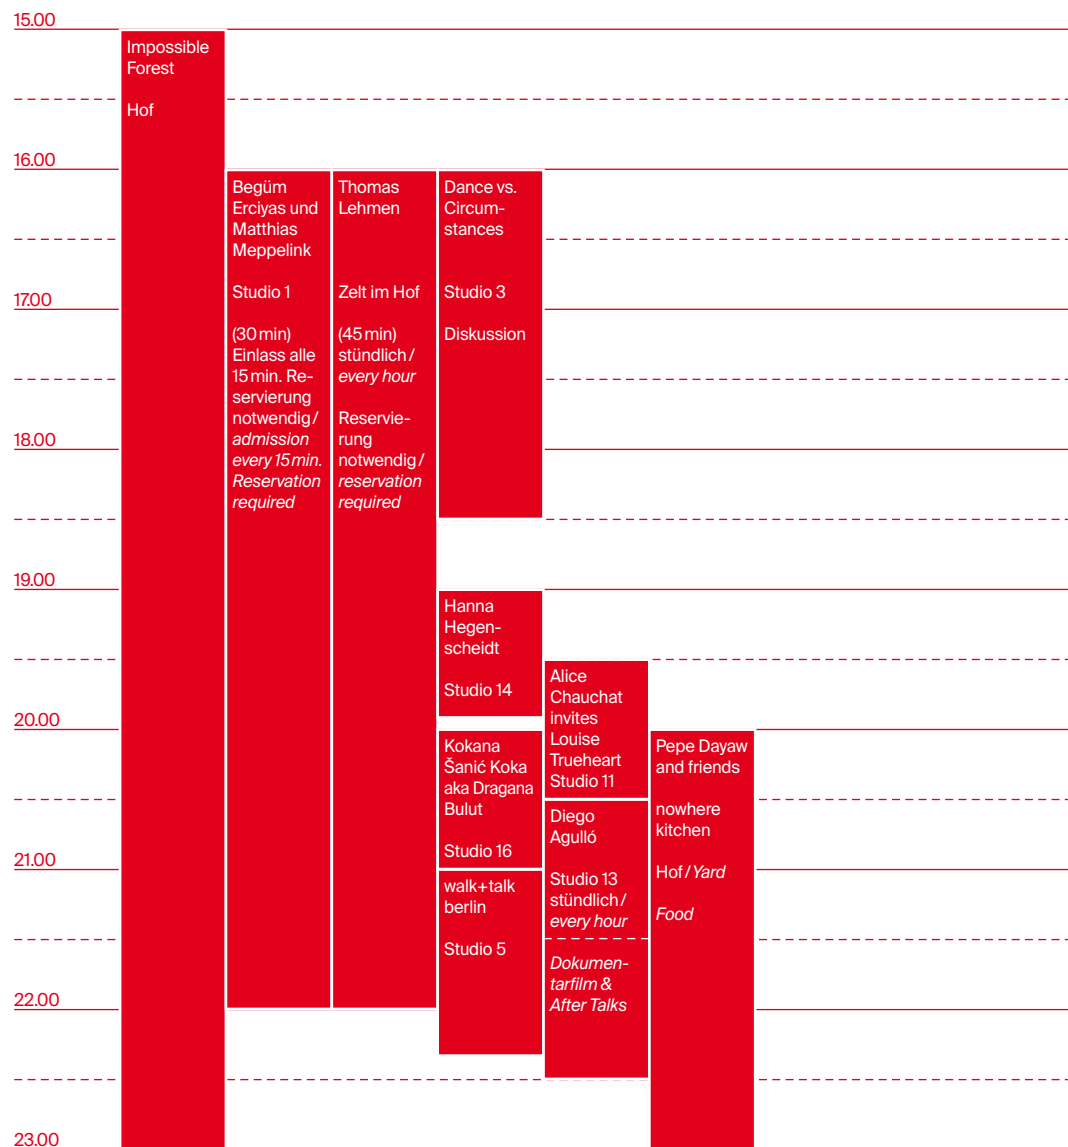 15.00
Impossible
Forest
Hof
16.00
Begüm
Erciyas und
Matthias
Meppelink
Studio 1
(30 min)
Einlass alle
15 min. Re-
servierung
notwendig /
admission
every 15 min.
Reservation
required
Thomas
Lehmen
Zelt im Hof
(45 min)
stündlich /
every hour
Reservie-
rung
notwendig /
reservation
required
Dance vs.
Circum-
stances
Studio 3
Diskussion
17.00
18.00
19.00
Hanna
Hegen-
scheidt
Studio 14
Alice
Chauchat
invites
Louise
Trueheart
Studio 11
20.00
Kokana
Šanić Koka
aka Dragana
Bulut
Studio 16
Pepe Dayaw
and friends
nowhere
kitchen
Hof / Yard
Food
Diego
Agulló
Studio 13
stündlich /
every hour
Dokumen-
tarfilm &
After Talks
21.00
walk+talk
berlin
Studio 5
22.00
23.00